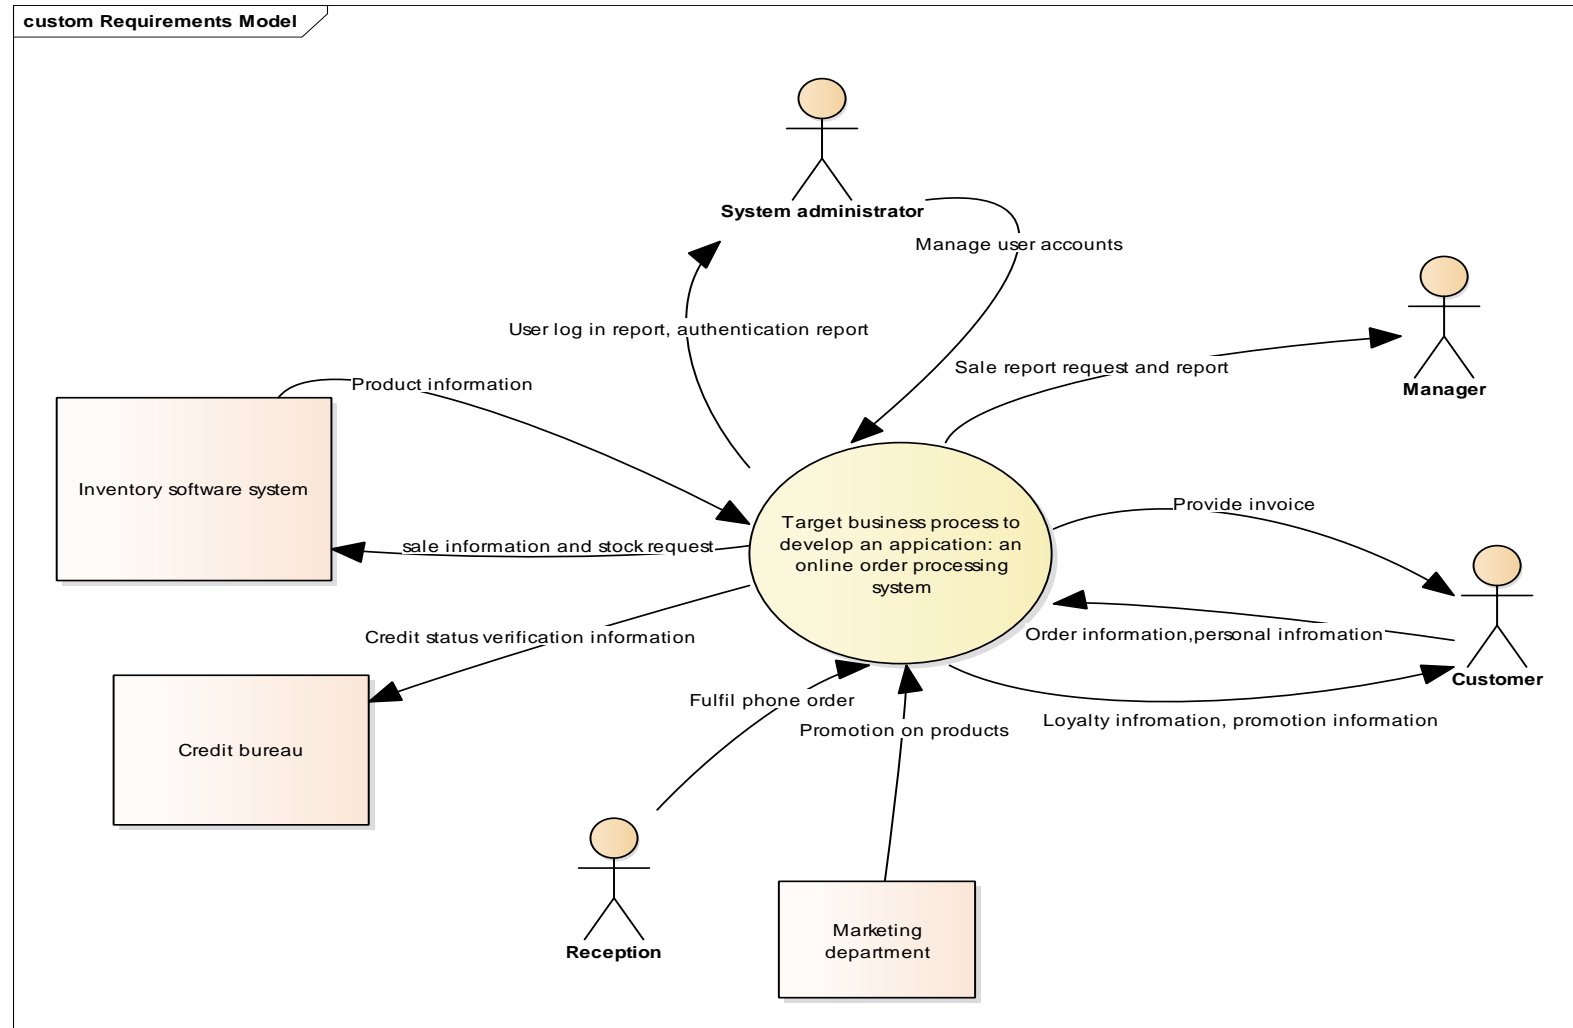 custom Requirements Model
System administrator
Manage user accounts
User log in report, authentication report
Sale report request and report
Manager
Product information
Inventory software system
Provide invoice
Target business process to
develop an appication: an
online order processing
system
sale information and stock request
Order information,personal infromation
Credit status verification information
Customer
Fulfil phone order
Loyalty infromation, promotion information
Promotion on products
Credit bureau
Reception
Marketing
department